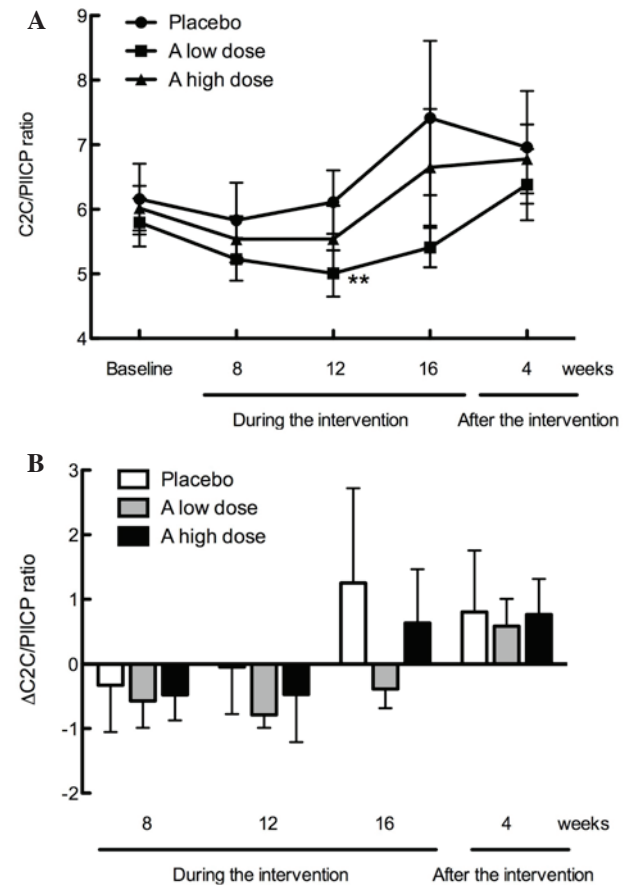 A
Placebo
A low dose
A high dose
C2C/PIICP ratio
9
8
7
6
5
4
**
Baseline 8 12 16 4 weeks
During the intervention After the intervention
B
Placebo
A low dose
A high dose
ΔC2C/PIICP ratio
3
2
1
0
-1
-2
8 12 16 4 weeks
During the intervention After the intervention